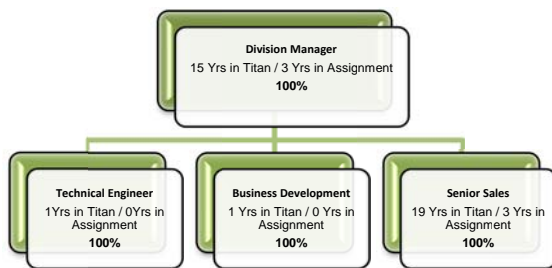 Division Manager
15 Yrs in Titan / 3 Yrs in Assignment
100%
Technical Engineer
1Yrs in Titan / 0Yrs in
Assignment
100%
Business Development
1 Yrs in Titan / 0 Yrs in
Assignment
100%
Senior Sales
19 Yrs in Titan / 3 Yrs in
Assignment
100%